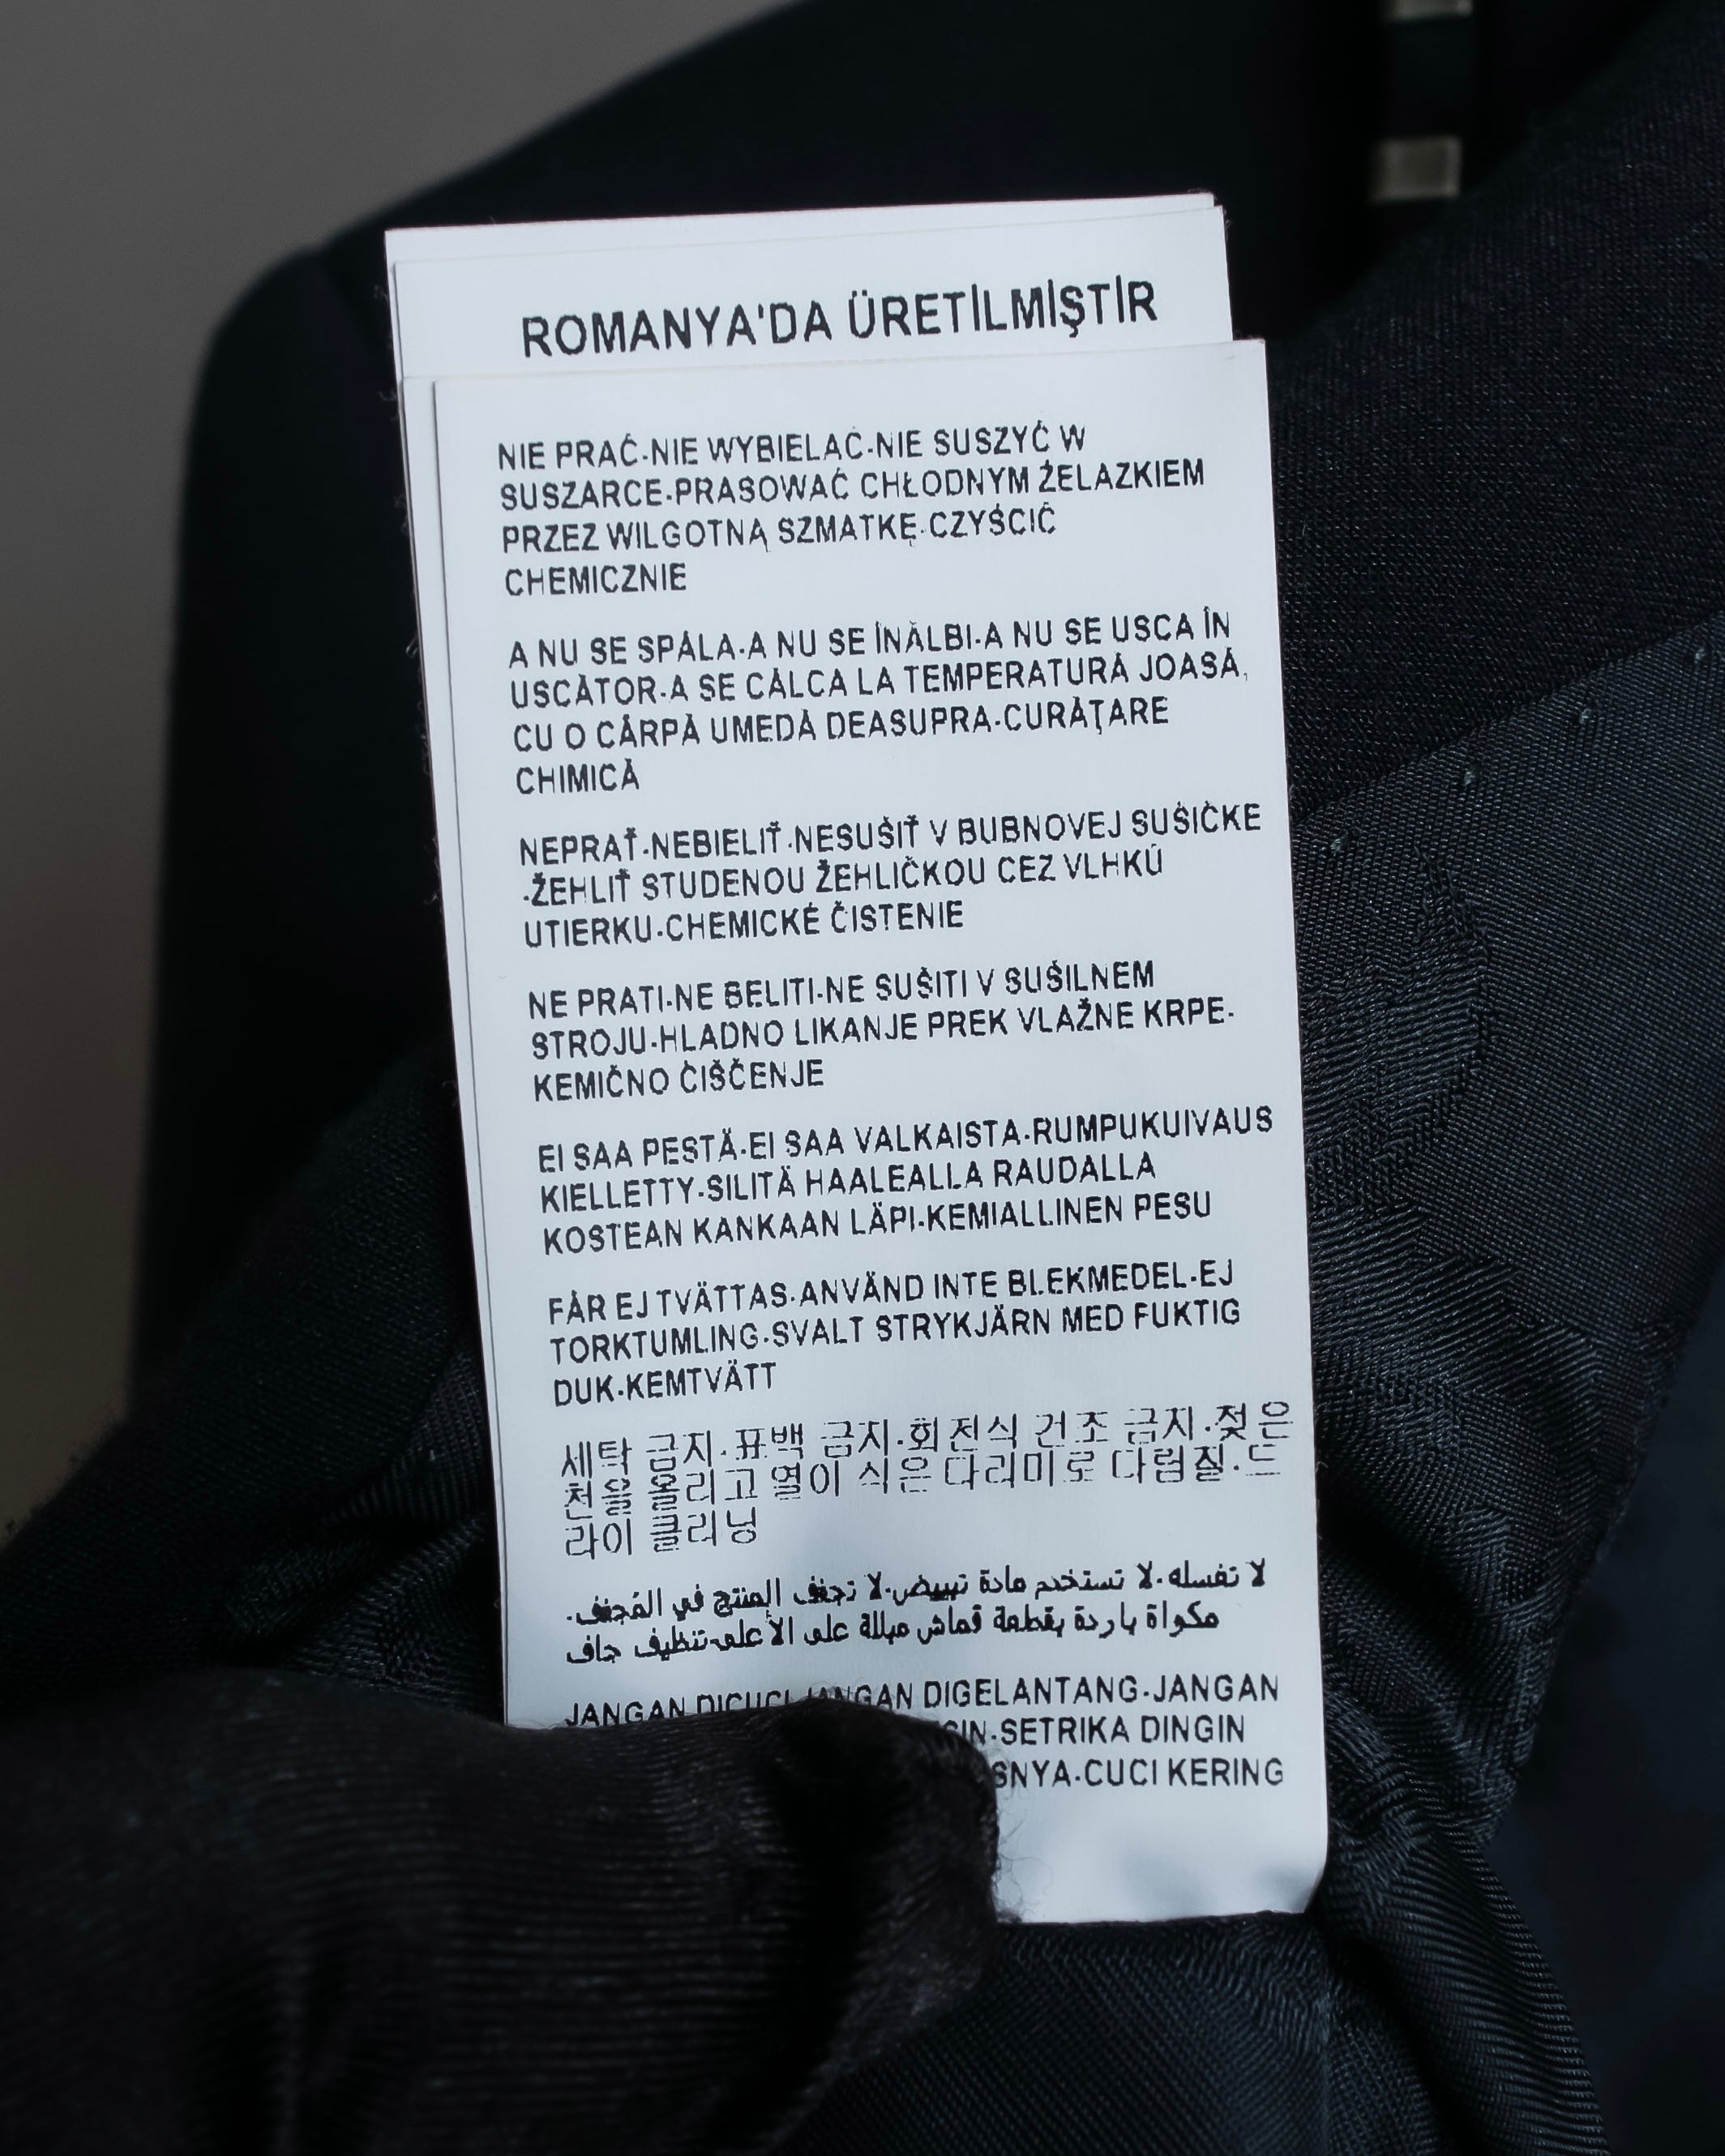 ROMANYA'DA ÜRETİLMİŞTİR
NIE PRAĆ-NIE WYBIELAĆ-NIE SUSZYĆ W
SUSZARCE-PRASOWAĆ CHŁODNYM ŻELAZKIEM
PRZEZ WILGOTNĄ SZMATKĘ-CZYŚCIĆ
CHEMICZNIE
A NU SE SPĂLA-A NU SE ÎNĂLBI-A NU SE USCA ÎN
USCĂTOR-A SE CĂLCA LA TEMPERATURĂ JOASĂ,
CU O CÂRPĂ UMEDĂ DEASUPRA-CURĂŢARE
CHIMICĂ
NEPRAŤ-NEBIELIŤ-NESUŠIŤ V BUBNOVEJ SUŠIČKE
-ŽEHLIŤ STUDENOU ŽEHLIČKOU CEZ VLHKÚ
UTIERKU-CHEMICKÉ ČISTENIE
NE PRATI-NE BELITI-NE SUŠITI V SUŠILNEM
STROJU-HLADNO LIKANJE PREK VLAŽNE KRPE-
KEMIČNO ČIŠČENJE
EI SAA PESTÄ-EI SAA VALKAISTA-RUMPUKUIVAUS
KIELLETTY-SILITÄ HAALEALLA RAUDALLA
KOSTEAN KANKAAN LÄPI-KEMIALLINEN PESU
FÅR EJ TVÄTTAS-ANVÄND INTE BLEKMEDEL-EJ
TORKTUMLING-SVALT STRYKJÄRN MED FUKTIG
DUK-KEMTVÄTT
세탁 금지-표백 금지-회전식 건조 금지-젖은
천을 올리고 열이 식은 다리미로 다림질-드
라이 클리닝
لا تغسله-لا تستخدم مادة تبييض-لا تجفف المنتج في المُجفف-
مكواة باردة بقطعة قماش مبللة على الأعلى-تنظيف جاف
JANGAN DICUCI-JANGAN DIGELANTANG-JANGAN
-SETRIKA DINGIN
-CUCI KERING